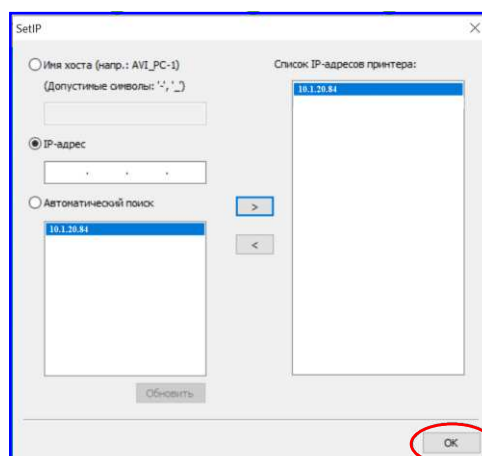 SetIP
Имя хоста (напр.: AVI_PC-1)
(Допустимые символы: '-', '_')
IP-адрес
. . .
Автоматический поиск
10.1.20.84
Обновить
>
<
Список IP-адресов принтера:
10.1.20.84
OK